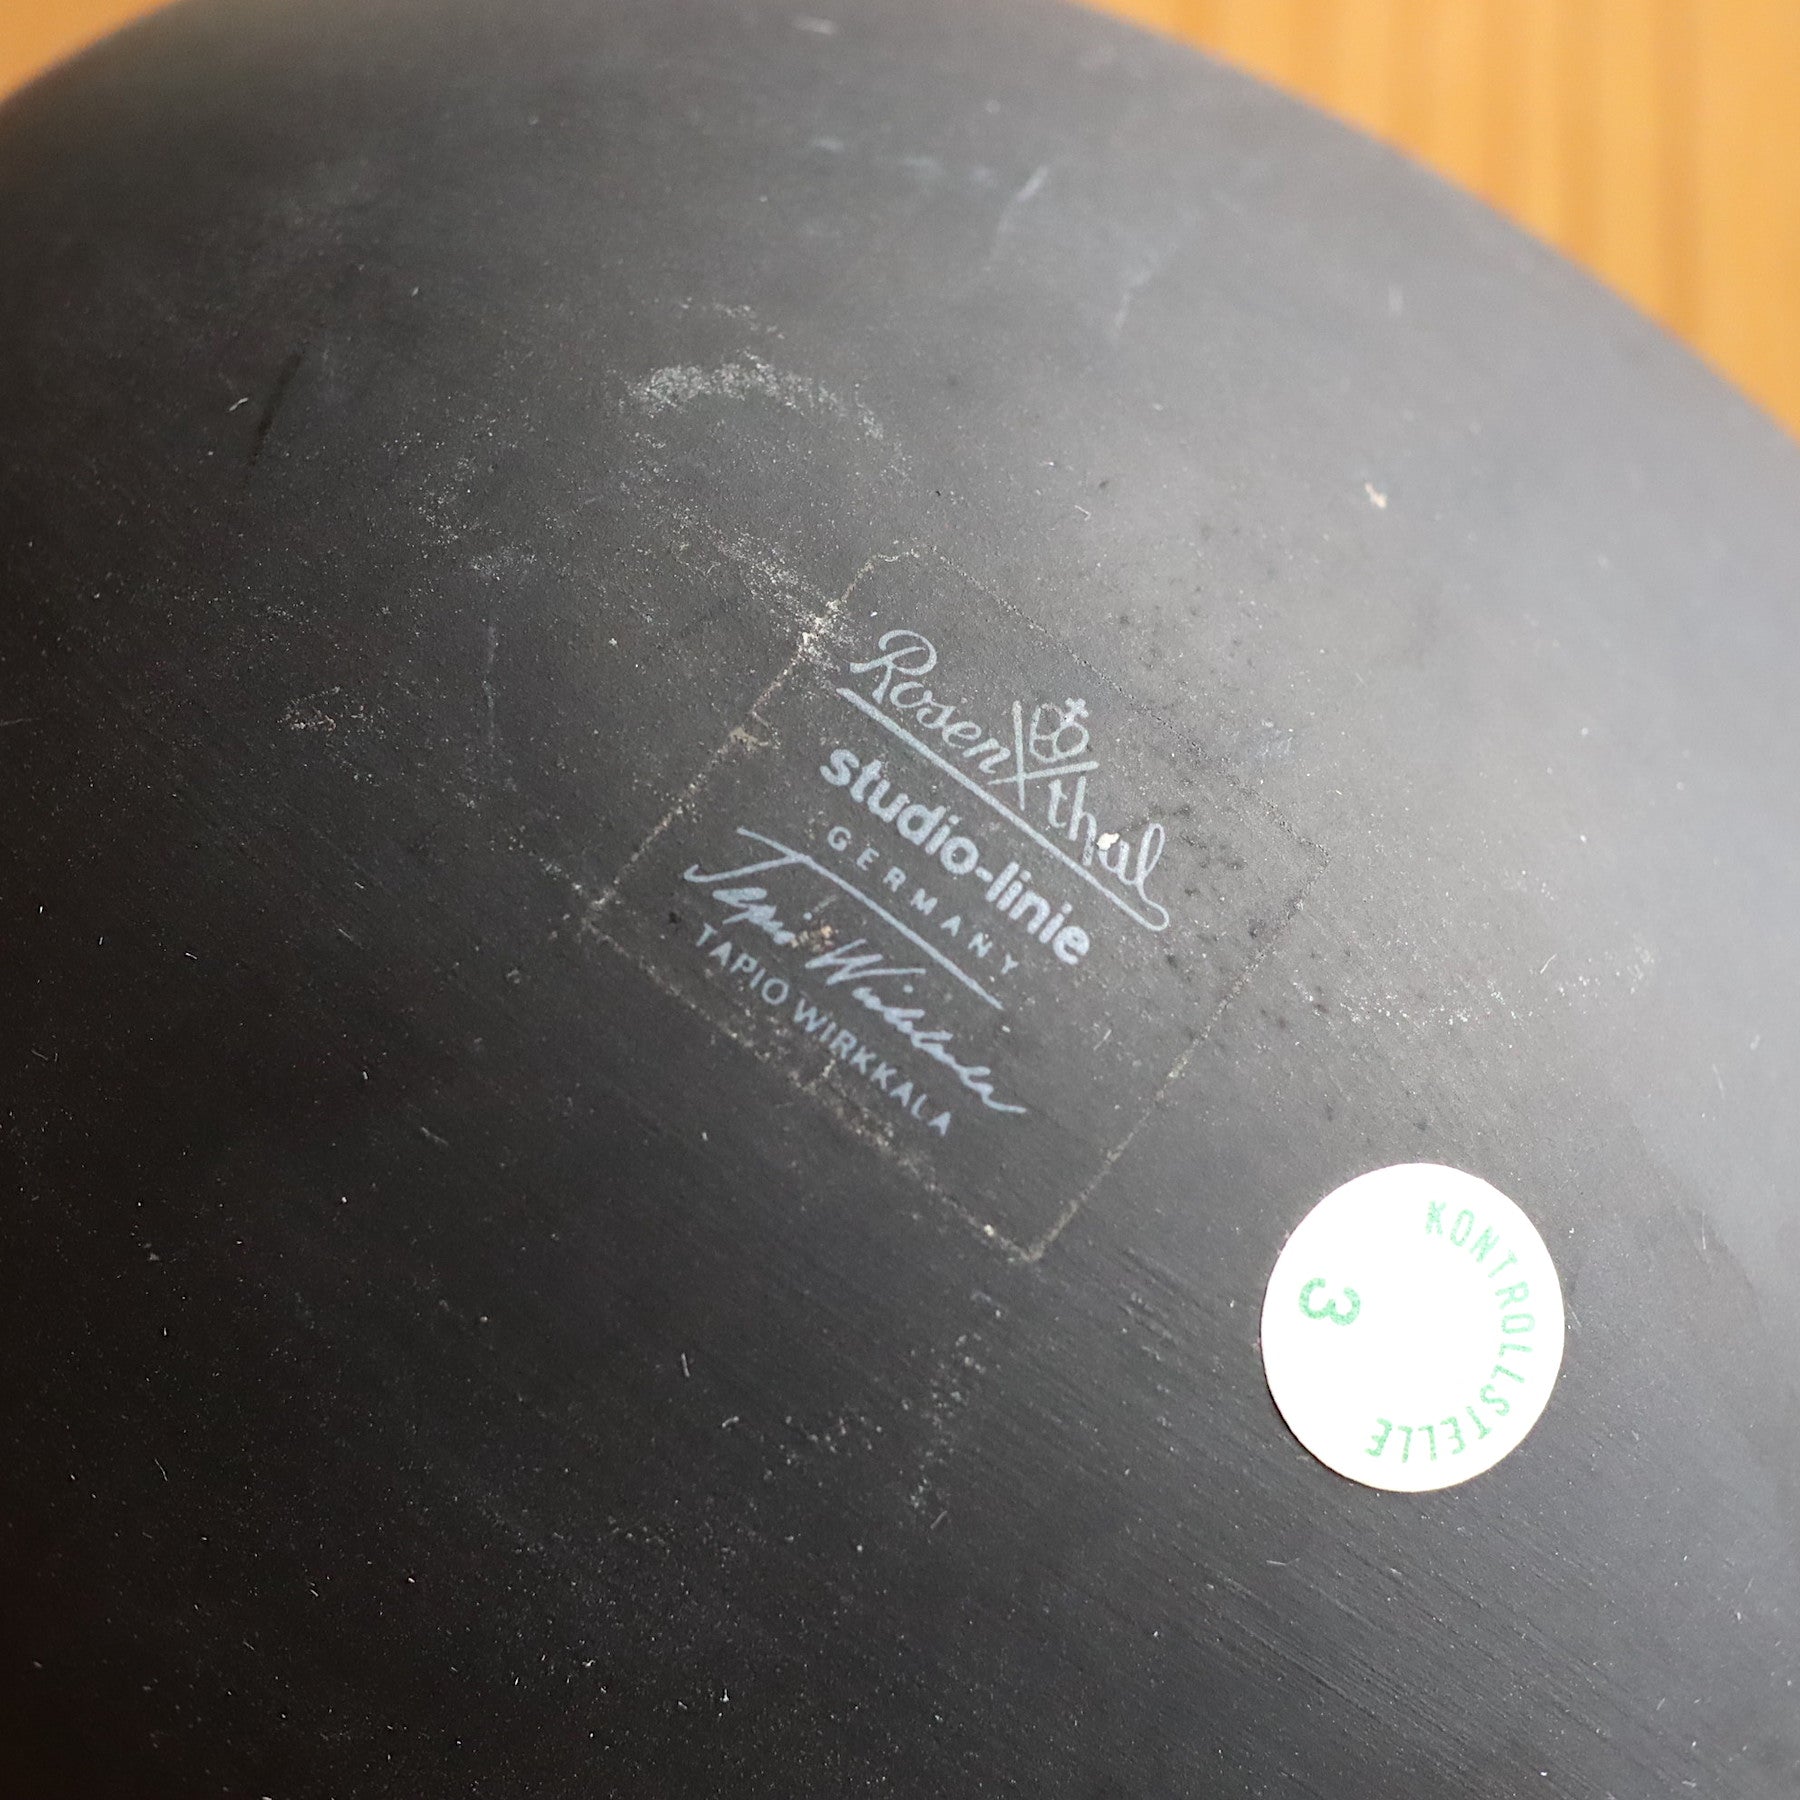 Rosenthal
studio-linie
GERMANY
Tapio Wirkkala
TAPIO WIRKKALA
KONTROLLSTELLE
3